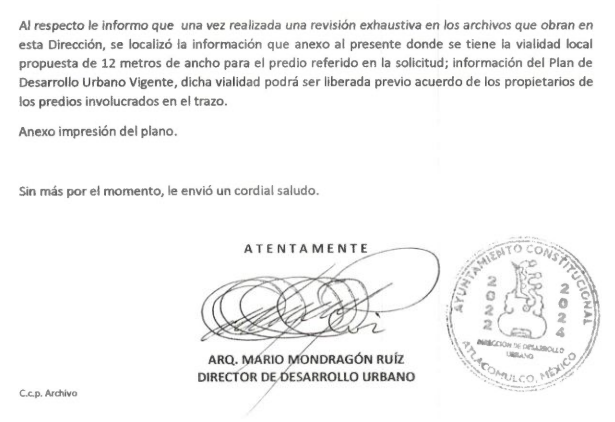 Al respecto le informo que una vez realizada una revisión exhaustiva en los archivos que obran en
esta Dirección, se localizó la información que anexo al presente donde se tiene la vialidad local
propuesta de 12 metros de ancho para el predio referido en la solicitud; información del Plan de
Desarrollo Urbano Vigente, dicha vialidad podrá ser liberada previo acuerdo de los propietarios de
los predios involucrados en el trazo.
Anexo impresión del plano.
Sin más por el momento, le envió un cordial saludo.
ATENTAMENTE
ARQ. MARIO MONDRAGÓN RUÍZ
DIRECTOR DE DESARROLLO URBANO
C.c.p. Archivo
AYUNTAMIENTO CONSTITUCIONAL
2022
2024
DIRECCIÓN DE DESARROLLO
URBANO
ATLACOMULCO, MÉXICO